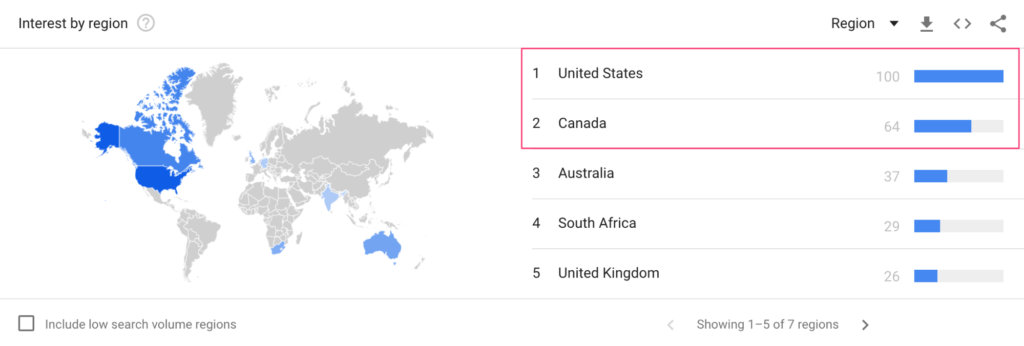 Interest by region ?
Region
1 United States 100
2 Canada 64
3 Australia 37
4 South Africa 29
5 United Kingdom 26
Include low search volume regions
Showing 1–5 of 7 regions